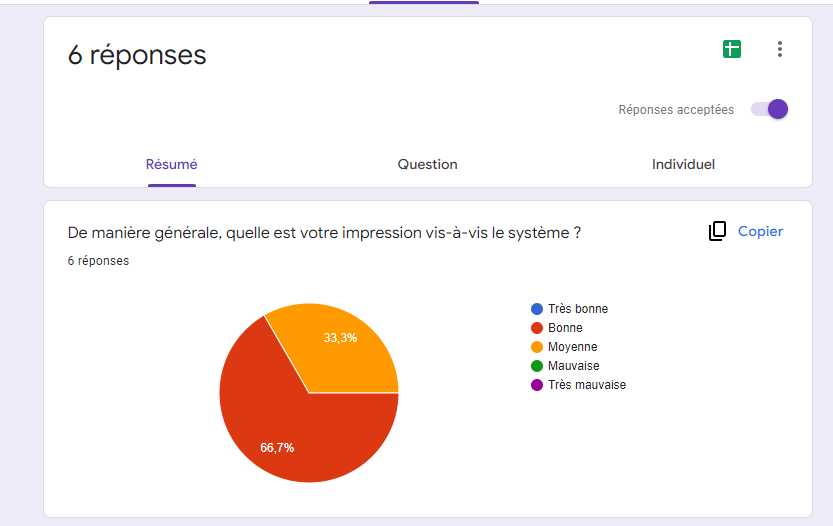 6 réponses
Réponses acceptées
Résumé
Question
Individuel
De manière générale, quelle est votre impression vis-à-vis le système ?
Copier
6 réponses
33,3%
66,7%
Très bonne
Bonne
Moyenne
Mauvaise
Très mauvaise